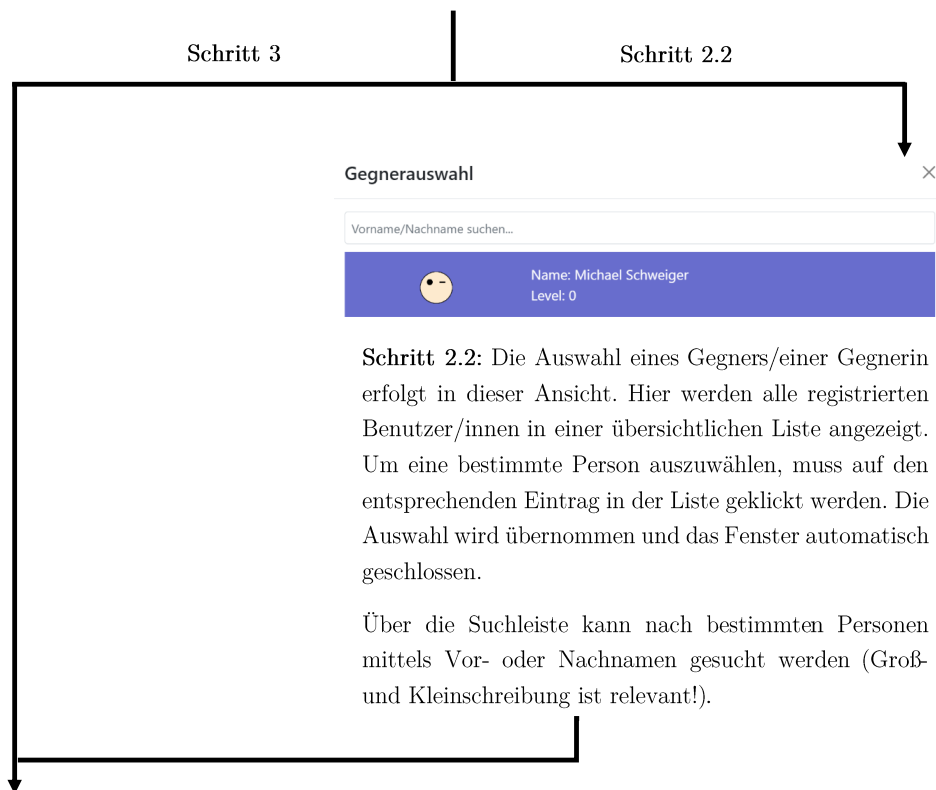 Schritt 3
Schritt 2.2
Gegnerauswahl
Vorname/Nachname suchen...
Name: Michael Schweiger
Level: 0
Schritt 2.2: Die Auswahl eines Gegners/einer Gegnerin
erfolgt in dieser Ansicht. Hier werden alle registrierten
Benutzer/innen in einer übersichtlichen Liste angezeigt.
Um eine bestimmte Person auszuwählen, muss auf den
entsprechenden Eintrag in der Liste geklickt werden. Die
Auswahl wird übernommen und das Fenster automatisch
geschlossen.
Über die Suchleiste kann nach bestimmten Personen
mittels Vor- oder Nachnamen gesucht werden (Groß-
und Kleinschreibung ist relevant!).